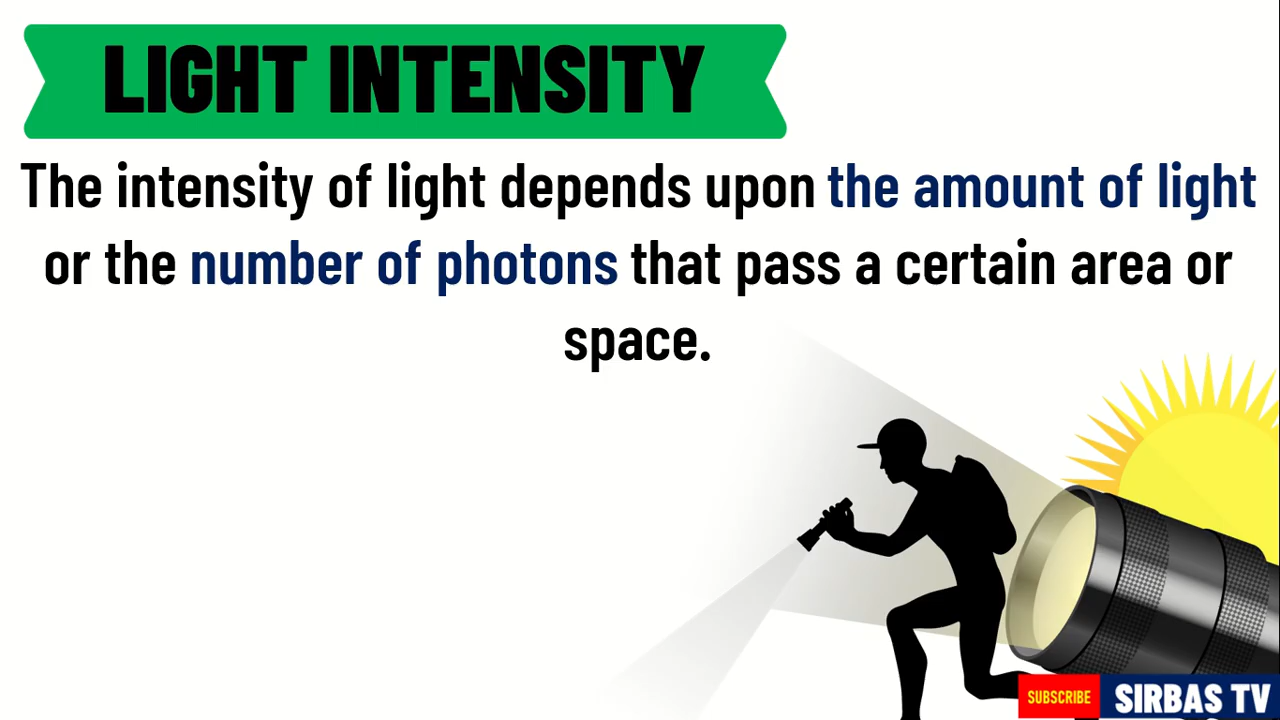 LIGHT INTENSITY
The intensity of light depends upon the amount of light
or the number of photons that pass a certain area or
space.
SUBSCRIBE SIRBAS TV